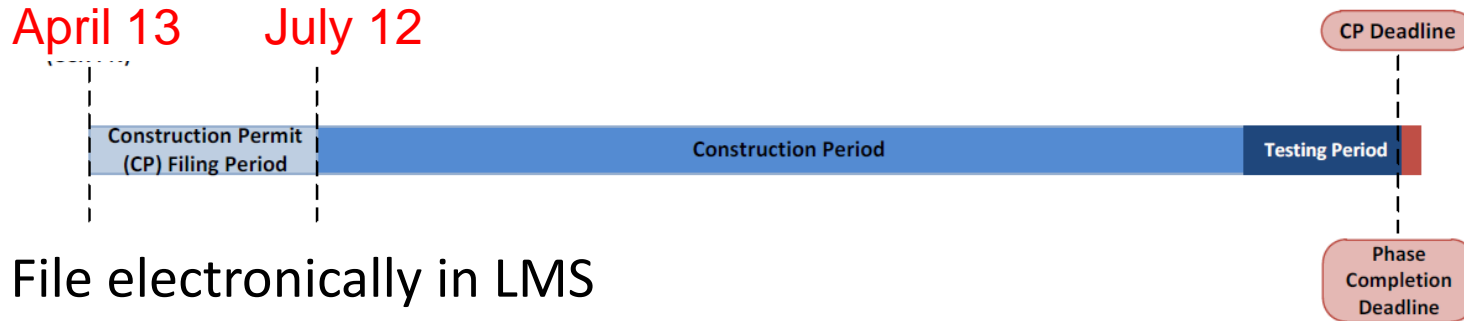 April 13 July 12
CP Deadline
Construction Permit
(CP) Filing Period
Construction Period
Testing Period
File electronically in LMS
Phase
Completion
Deadline